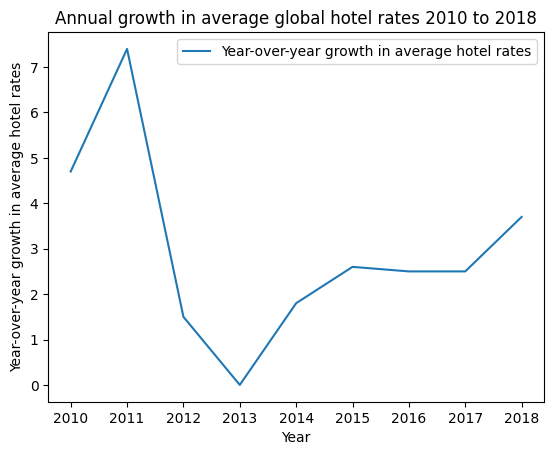 Annual growth in average global hotel rates 2010 to 2018
Year-over-year growth in average hotel rates
Year-over-year growth in average hotel rates
7
6
5
4
3
2
1
0
2010 2011 2012 2013 2014 2015 2016 2017 2018
Year